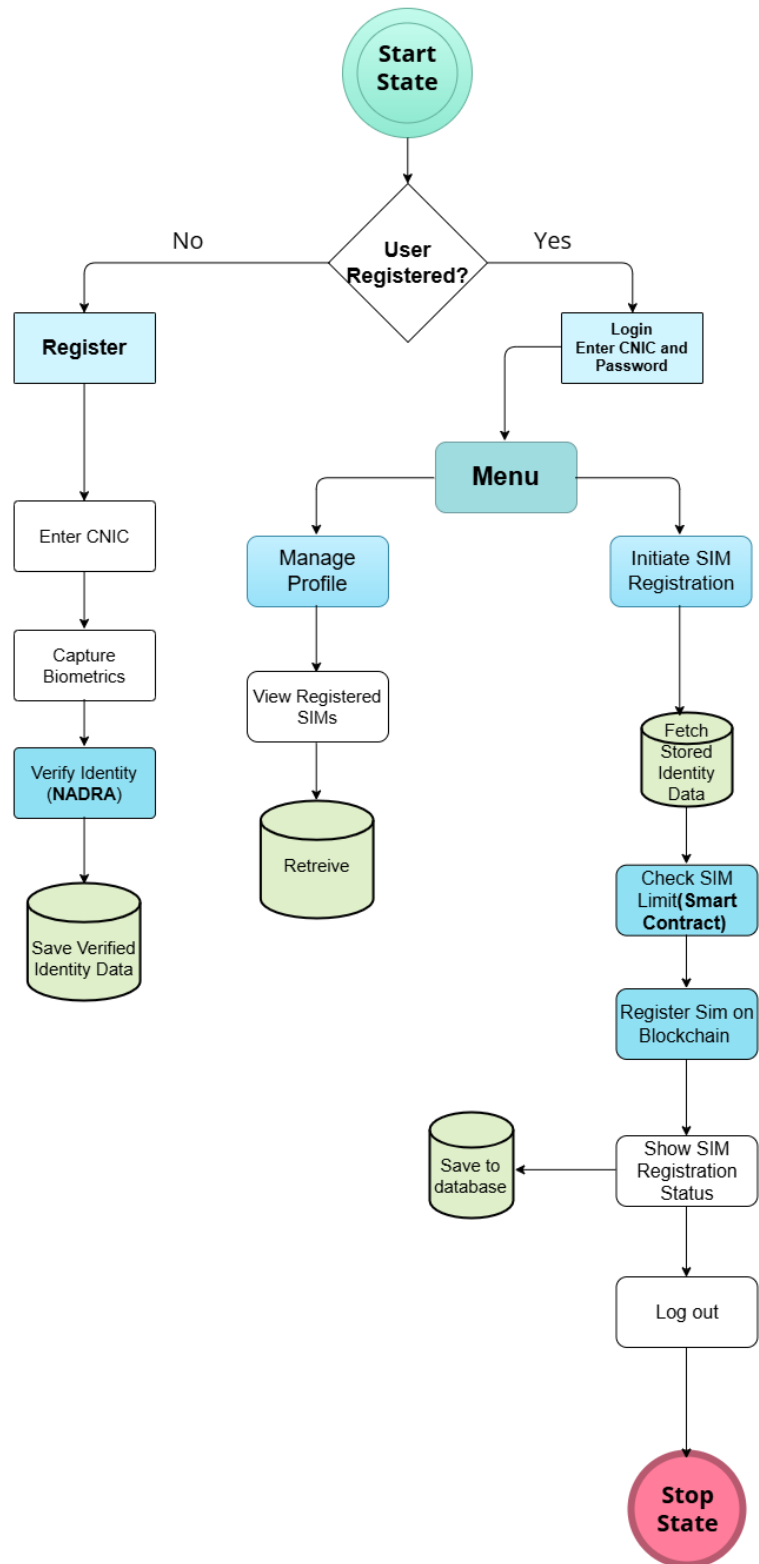 Start
State
No
Yes
User
Registered?
Register
Login
Enter CNIC and
Password
Menu
Enter CNIC
Manage
Profile
Initiate SIM
Registration
Capture
Biometrics
View Registered
SIMs
Fetch
Stored
Identity
Data
Verify Identity
(NADRA)
Retreive
Check SIM
Limit(Smart
Contract)
Save Verified
Identity Data
Register Sim on
Blockchain
Save to
database
Show SIM
Registration
Status
Log out
Stop
State